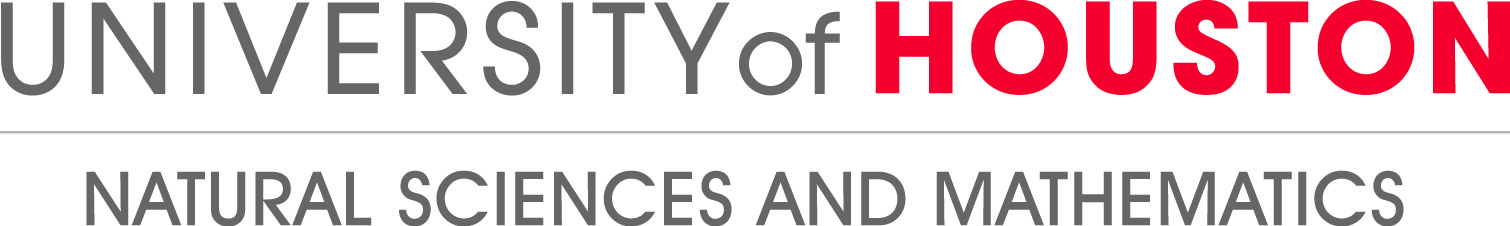 UNIVERSITY of HOUSTON
NATURAL SCIENCES AND MATHEMATICS